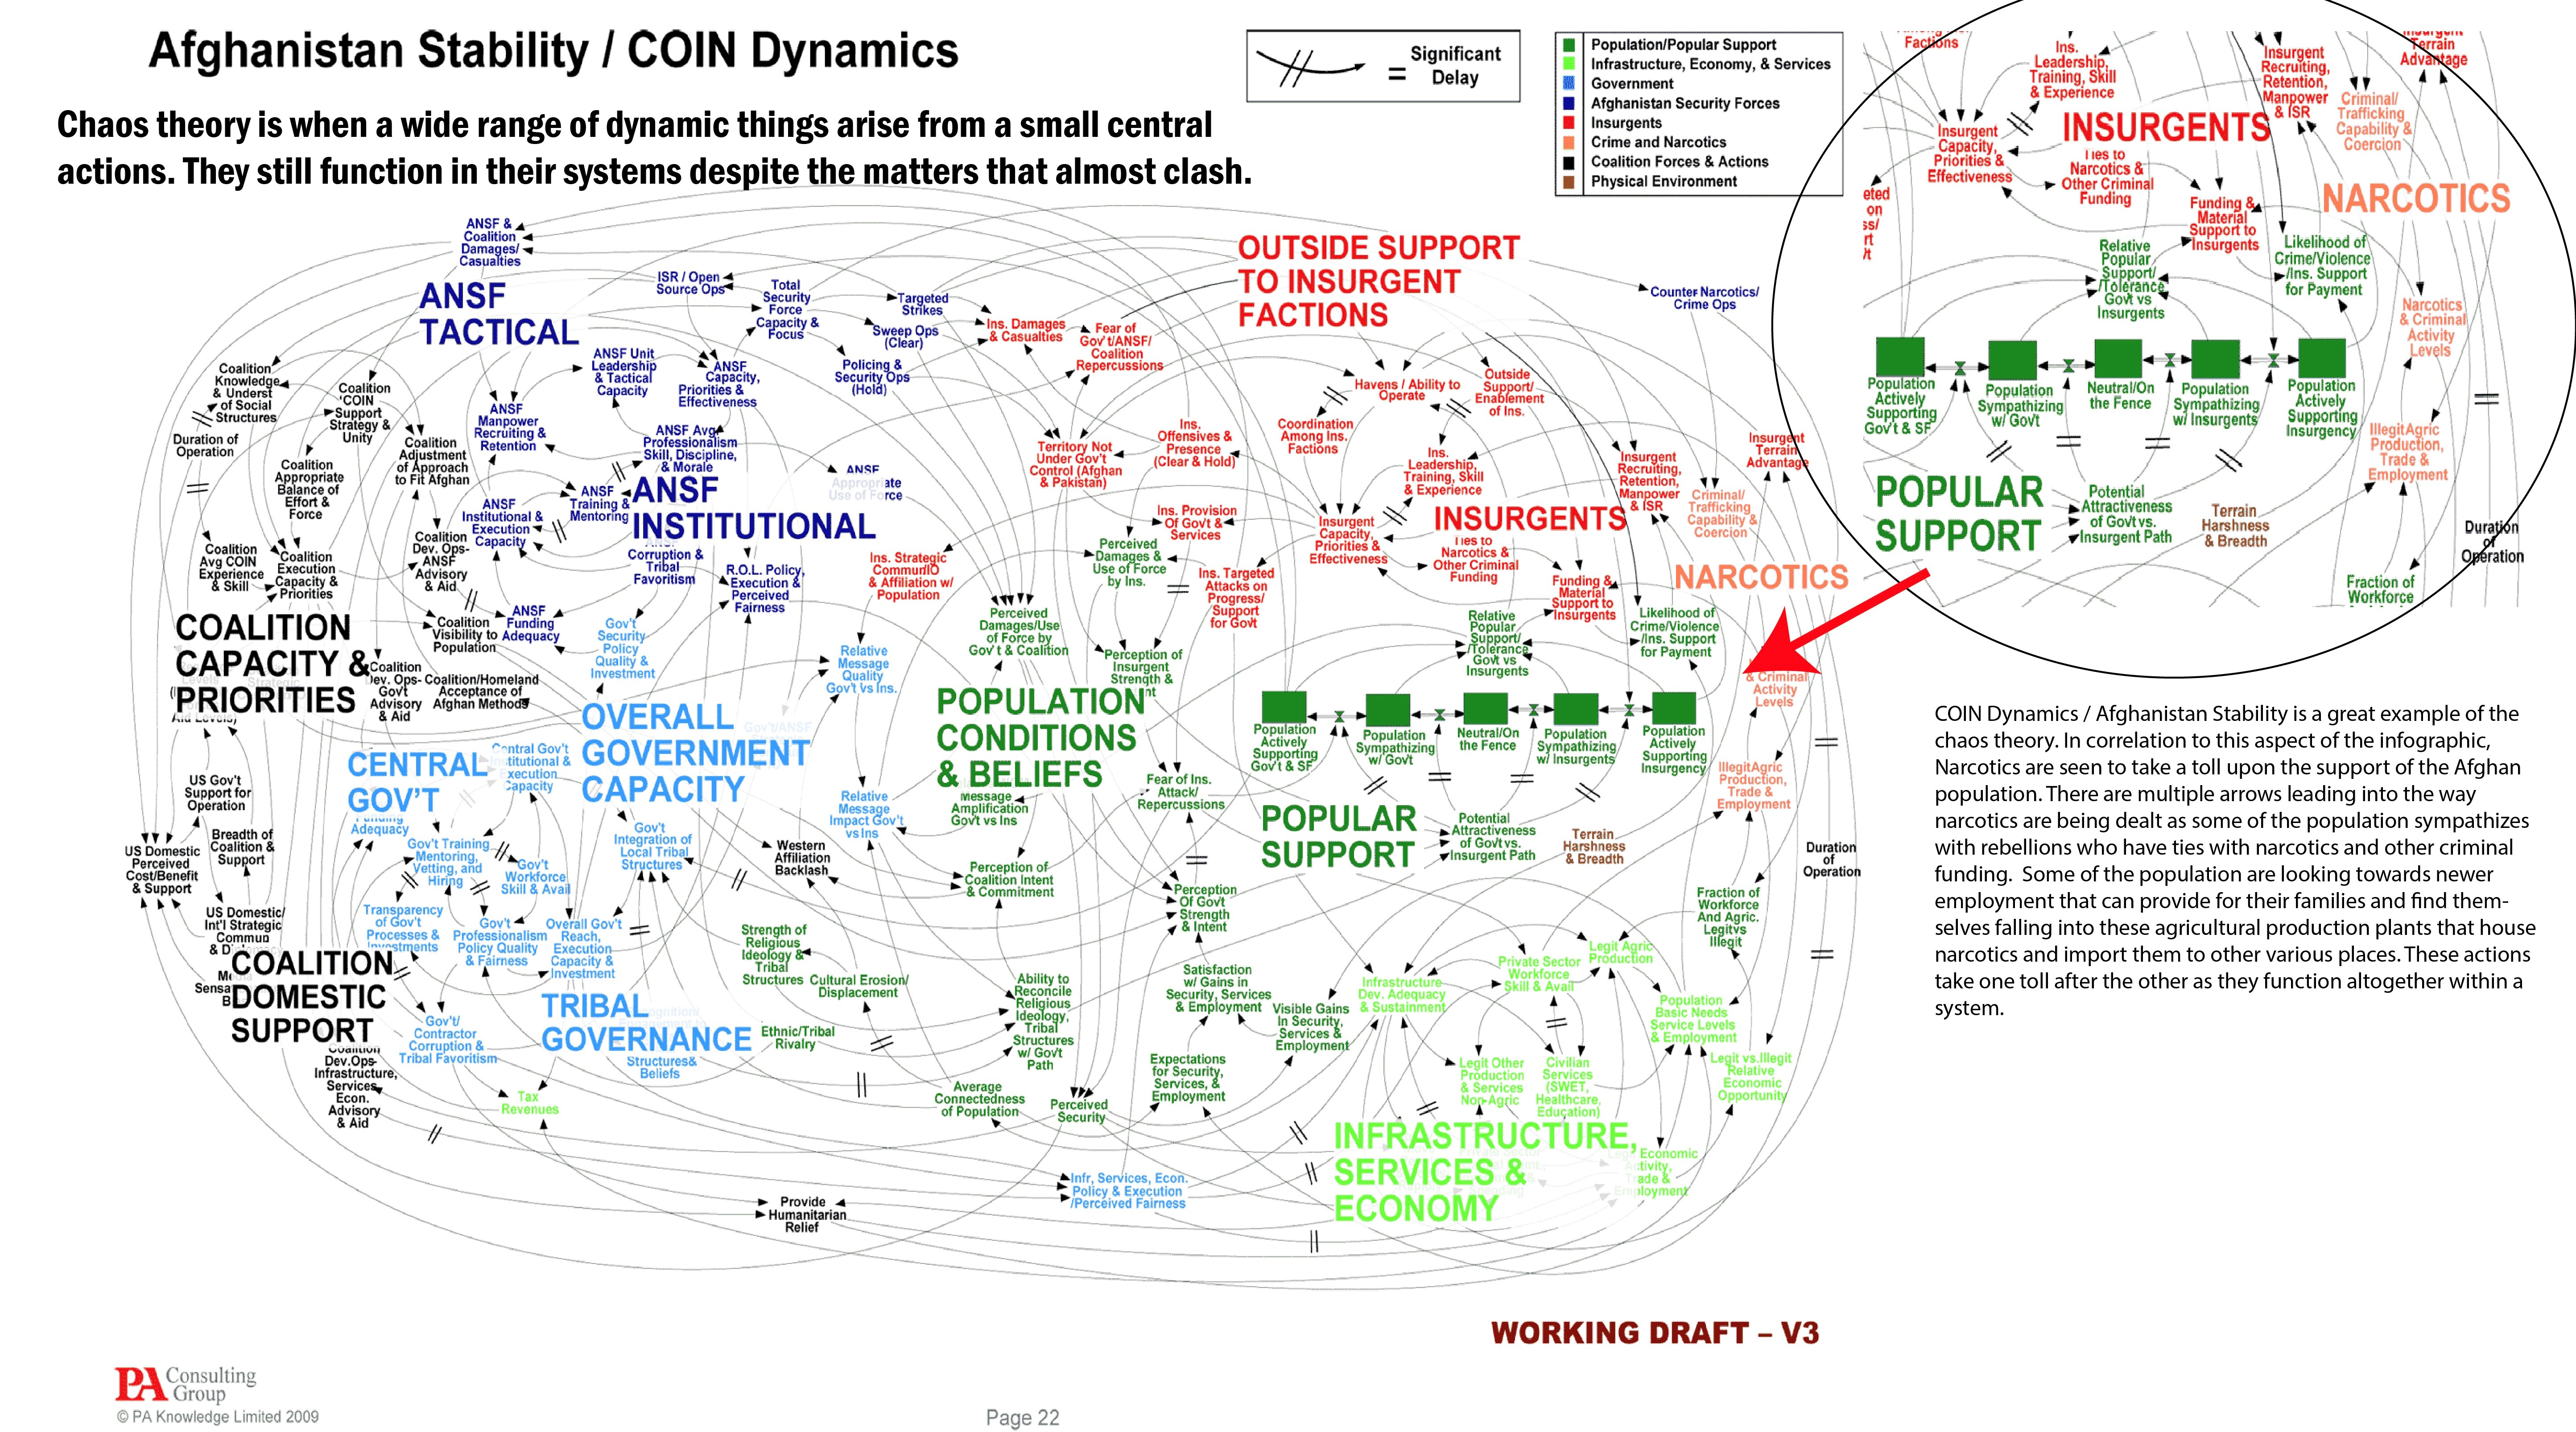 Afghanistan Stability / COIN Dynamics
Chaos theory is when a wide range of dynamic things arise from a small central
actions. They still function in their systems despite the matters that almost clash.
=
Significant
Delay
Population/Popular Support
Infrastructure, Economy, & Services
Government
Afghanistan Security Forces
Insurgents
Crime and Narcotics
Coalition Forces & Actions
Physical Environment
ANSF &
Coalition
Damages/
Casualties
ANSF
TACTICAL
ISR / Open
Source Ops
Total
Security
Force
Capacity &
Focus
Targeted
Strikes
Sweep Ops
(Clear)
Policing &
Security Ops
(Hold)
Ins. Damages
& Casualties
Fear of
Gov't/ANSF/
Coalition
Repercussions
OUTSIDE SUPPORT
TO INSURGENT
FACTIONS
Counter-Narcotics/
Crime Ops
ANSF Unit
Leadership
& Tactical
Capacity
ANSF
Capacity,
Priorities &
Effectiveness
Coalition
Knowledge
& Underst
of Social
Structures
Coalition
COIN
Support
Strategy &
Unity
Duration of
Operation
Coalition
Appropriate
Balance of
Effort &
Force
Coalition
Adjustment
of Approach
to Fit Afghan
ANSF
Manpower
Recruiting &
Retention
ANSF Avg
Professionalism
Skill, Discipline,
& Morale
ANSF
Training &
Mentoring
ANSF
INSTITUTIONAL
ANSF
Appropriate
Use of Force
ANSF
Institutional &
Execution
Capacity
Coalition
Avg COIN
Experience
& Skill
Coalition
Execution
Capacity &
Priorities
Coalition
Dev. Ops-
ANSF
Advisory
& Aid
Corruption &
Tribal
Favoritism
R.O.L. Policy,
Execution &
Perceived
Fairness
ANSF
Funding
Adequacy
Coalition
Visibility to
Population
COALITION
CAPACITY &
PRIORITIES
Coalition
Dev. Ops-
Gov't
Advisory
& Aid
Coalition/Homeland
Acceptance of
Afghan Methods
Gov't
Security
Policy
Quality &
Investment
Territory Not
Under Gov't
Control (Afghan
& Pakistan)
Ins.
Offensives &
Presence
(Clear & Hold)
Ins. Provision
Of Gov't &
Services
Ins. Strategic
Commun/IO
& Affiliation w/
Population
Perceived
Damages &
Use of Force
by Ins.
Ins. Targeted
Attacks on
Progress/
Support
for Govt
Perceived
Damages/Use
of Force by
Gov't & Coalition
Perception of
Insurgent
Strength &
Relative
Message
Quality
Gov't vs Ins.
Havens / Ability to
Operate
Outside
Support/
Enablement
of Ins.
Coordination
Among Ins.
Factions
Ins.
Leadership,
Training, Skill
& Experience
Insurgent
Recruiting,
Retention,
Manpower
& ISR
Insurgent
Terrain
Advantage
Criminal/
Trafficking
Capability &
Coercion
Insurgent
Capacity,
Priorities &
Effectiveness
INSURGENTS
Ties to
Narcotics &
Other Criminal
Funding
Funding &
Material
Support to
Insurgents
NARCOTICS
Relative
Popular
Support/
/Tolerance
Govt vs
Insurgents
Likelihood of
Crime/Violence
/Ins. Support
for Payment
& Criminal
Activity
Levels
Population
Actively
Supporting
Gov't & SF
Population
Sympathizing
w/ Gov't
Neutral/On
the Fence
Population
Sympathizing
w/ Insurgents
Population
Actively
Supporting
Insurgency
IllegitAgric
Production,
Trade &
Employment
POPULAR
SUPPORT
Potential
Attractiveness
of Govt vs.
Insurgent Path
Terrain
Harshness
& Breadth
Duration
of
Operation
OVERALL
GOVERNMENT
CAPACITY
Gov't/ANSF
CENTRAL
GOV'T
Central Gov't
Institutional &
Execution
Capacity
Funding
Adequacy
POPULATION
CONDITIONS
& BELIEFS
Message
Amplification
Gov't vs Ins
Fear of Ins.
Attack/
Repercussions
US Gov't
Support for
Operation
Breadth of
Coalition &
Support
US Domestic
Perceived
Cost/Benefit
& Support
US Domestic/
Int'l Strategic
Commun
COALITION
DOMESTIC
SUPPORT
Gov't Training
Mentoring,
Vetting, and
Hiring
Gov't
Workforce
Skill & Avail
Transparency
of Gov't
Processes &
Investments
Gov't
Professionalism
Policy Quality
& Fairness
Overall Gov't
Reach,
Execution
Capacity &
Investment
Gov't
Integration of
Local Tribal
Structures
Relative
Message
Impact Gov't
vs Ins
Western
Affiliation
Backlash
Perception of
Coalition Intent
& Commitment
Perception
Of Gov't
Strength
& Intent
Strength of
Religious
Ideology &
Tribal
Structures
Cultural Erosion/
Displacement
Ethnic/Tribal
Rivalry
TRIBAL
GOVERNANCE
Structures&
Beliefs
Gov't/
Contractor
Corruption &
Tribal Favoritism
Tax
Revenues
Coalition
Dev.Ops-
Infrastructure,
Services,
Econ.
Advisory
& Aid
Ability to
Reconcile
Religious
Ideology,
Tribal
Structures
w/ Gov't
Path
Average
Connectedness
of Population
Perceived
Security
Satisfaction
w/ Gains in
Security, Services
& Employment
Visible Gains
In Security,
Services &
Employment
Expectations
for Security,
Services, &
Employment
Infrastructure
Dev. Adequacy
& Sustainment
Private Sector
Workforce
Skill & Avail
Legit Agric
Production
Fraction of
Workforce
And Agric.
Legitvs
Illegit
Population
Basic Needs
Service Levels
& Employment
Legit Other
Production
& Services
Non-Agric
Civilian
Services
(SWET,
Healthcare,
Education)
Legit vs.Illegit
Relative
Economic
Opportunity
INFRASTRUCTURE,
SERVICES &
ECONOMY
Economic
Activity,
Trade &
Employment
Infr, Services, Econ.
Policy & Execution
/Perceived Fairness
Provide
Humanitarian
Relief
Factions
Ins.
Leadership,
Training, Skill
& Experience
Insurgent
Recruiting,
Retention,
Manpower
& ISR
Terrain
Advantage
Criminal/
Trafficking
Capability &
Coercion
Insurgent
Capacity,
Priorities &
Effectiveness
INSURGENTS
Ties to
Narcotics &
Other Criminal
Funding
Funding &
Material
Support to
Insurgents
NARCOTICS
Relative
Popular
Support/
/Tolerance
Govt vs
Insurgents
Likelihood of
Crime/Violence
/Ins. Support
for Payment
Narcotics
& Criminal
Activity
Levels
Population
Actively
Supporting
Gov't & SF
Population
Sympathizing
w/ Gov't
Neutral/On
the Fence
Population
Sympathizing
w/ Insurgents
Population
Actively
Supporting
Insurgency
IllegitAgric
Production,
Trade &
Employment
POPULAR
SUPPORT
Potential
Attractiveness
of Govt vs.
Insurgent Path
Terrain
Harshness
& Breadth
Duration
of
Operation
Fraction of
Workforce
COIN Dynamics / Afghanistan Stability is a great example of the
chaos theory. In correlation to this aspect of the infographic,
Narcotics are seen to take a toll upon the support of the Afghan
population. There are multiple arrows leading into the way
narcotics are being dealt as some of the population sympathizes
with rebellions who have ties with narcotics and other criminal
funding. Some of the population are looking towards newer
employment that can provide for their families and find them-
selves falling into these agricultural production plants that house
narcotics and import them to other various places. These actions
take one toll after the other as they function altogether within a
system.
WORKING DRAFT – V3
PA Consulting
Group
© PA Knowledge Limited 2009
Page 22